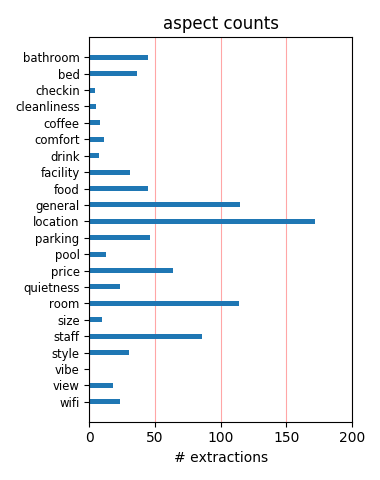 aspect counts
bathroom
bed
checkin
cleanliness
coffee
comfort
drink
facility
food
general
location
parking
pool
price
quietness
room
size
staff
style
vibe
view
wifi
0 50 100 150 200
# extractions